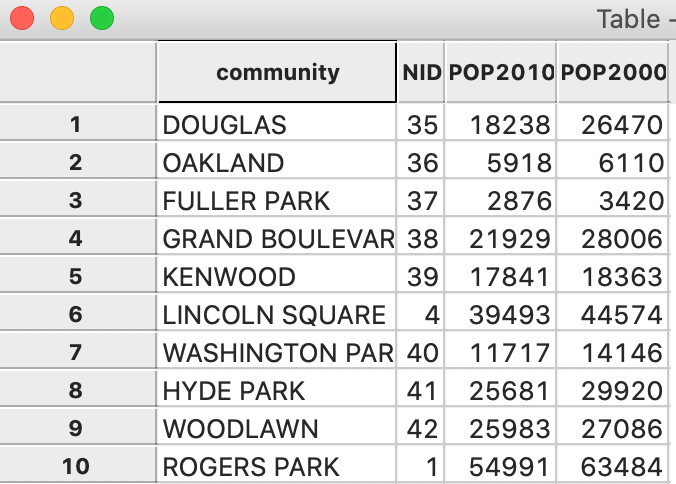 Table -
community NID POP2010 POP2000
1 DOUGLAS 35 18238 26470
2 OAKLAND 36 5918 6110
3 FULLER PARK 37 2876 3420
4 GRAND BOULEVAR 38 21929 28006
5 KENWOOD 39 17841 18363
6 LINCOLN SQUARE 4 39493 44574
7 WASHINGTON PAR 40 11717 14146
8 HYDE PARK 41 25681 29920
9 WOODLAWN 42 25983 27086
10 ROGERS PARK 1 54991 63484